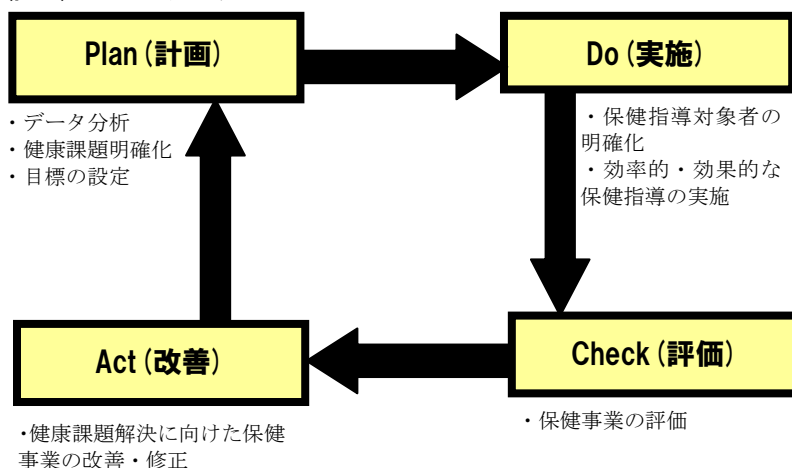 Plan（計画）
Do（実施）
・データ分析
・健康課題明確化
・目標の設定
・保健指導対象者の
明確化
・効率的・効果的な
保健指導の実施
Act（改善）
Check（評価）
・健康課題解決に向けた保健
事業の改善・修正
・保健事業の評価